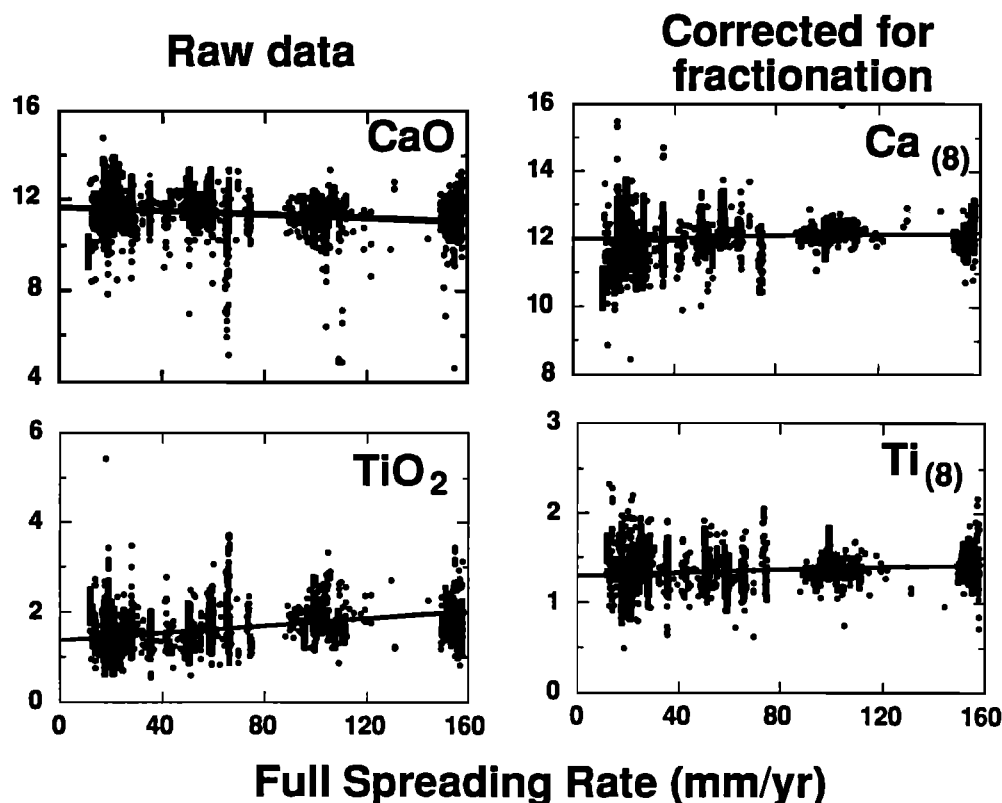 Raw data
Corrected for
fractionation
16
12
8
4
CaO
16
14
12
10
8
Ca (8)
6
4
2
0
TiO2
0 40 80 120 160
3
2
1
0
Ti (8)
0 40 80 120 160
Full Spreading Rate (mm/yr)